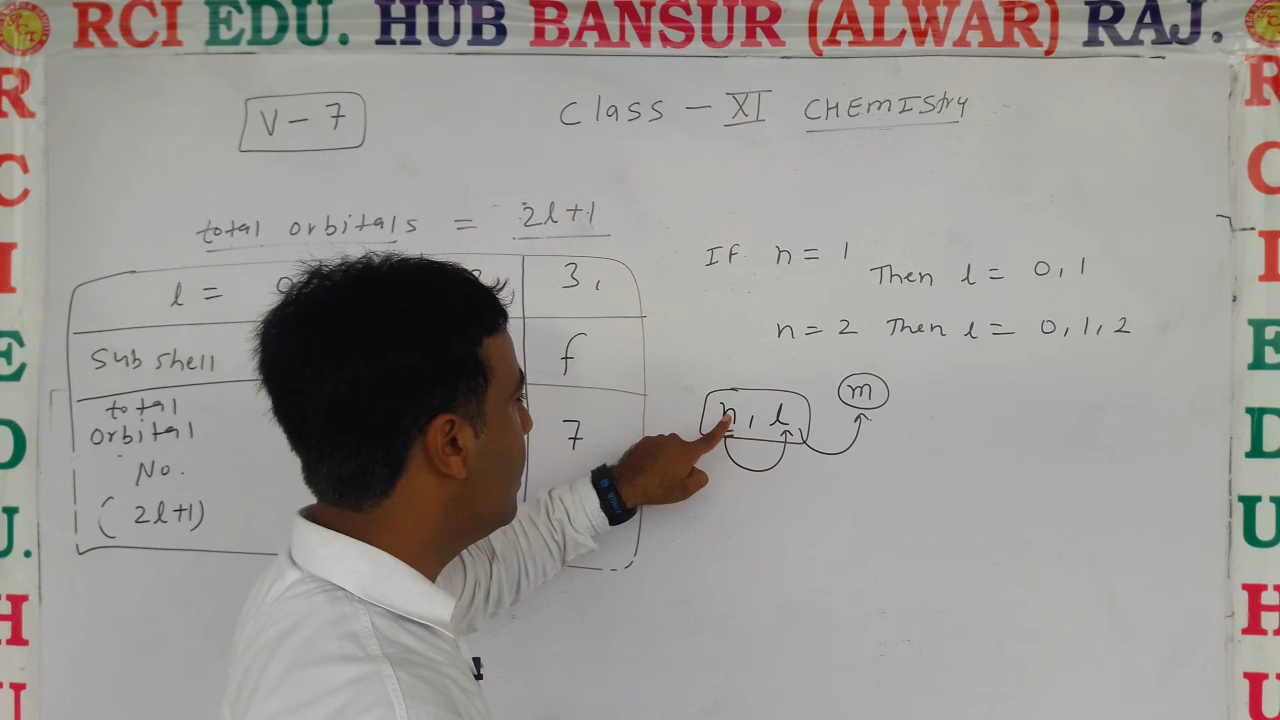 RCI EDU. HUB BANSUR (ALWAR) RAJ.
V - 7
Class - XI CHEMIStry
total orbitals = 2l+1
l = 3,
Sub shell f
total
orbital 7
No.
( 2l+1)
If n = 1 Then l = 0, 1
n = 2 Then l = 0, 1, 2
n, l m
R
C
I
E
D
U.
H
U
R
C
I
E
D
U.
H
U